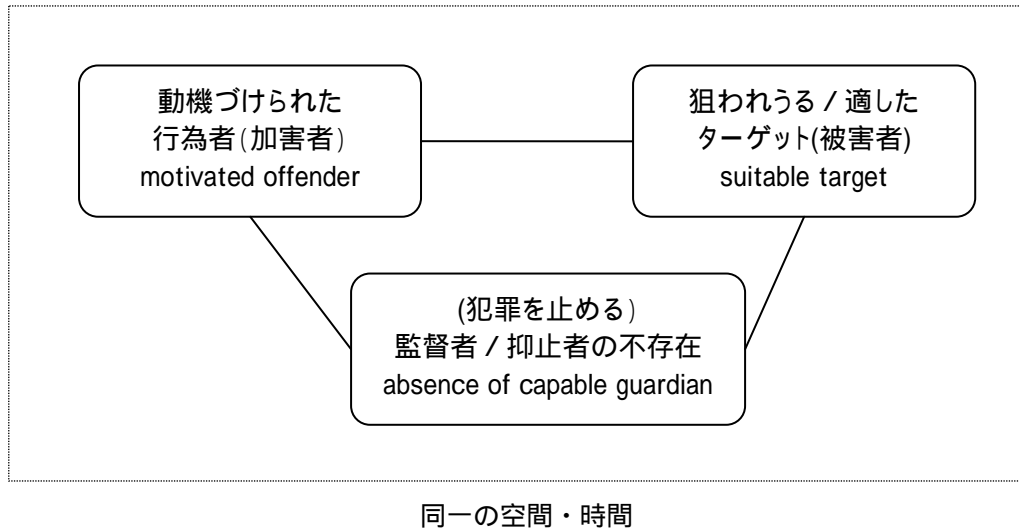 動機づけられた
行為者(加害者)
motivated offender
狙われうる / 適した
ターゲット(被害者)
suitable target
(犯罪を止める)
監督者 / 抑止者の不存在
absence of capable guardian
同一の空間・時間